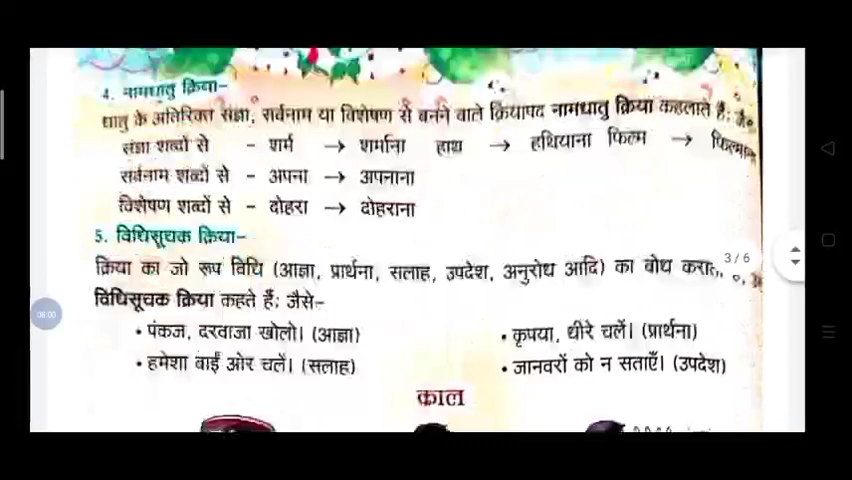 4. नामधातु क्रिया–
धातु के अतिरिक्त संज्ञा, सर्वनाम या विशेषण से बनने वाले क्रियापद नामधातु क्रिया कहलाते हैं;
संज्ञा शब्दों से - शर्म → शर्माना हाथ → हथियाना फिल्म →
सर्वनाम शब्दों से - अपना → अपनाना
विशेषण शब्दों से - दोहरा → दोहराना
5. विधिसूचक क्रिया–
क्रिया का जो रूप विधि (आज्ञा, प्रार्थना, सलाह, उपदेश, अनुरोध आदि) का बोध
3/6
विधिसूचक क्रिया कहते हैं; जैसे–
00:00
• पंकज, दरवाजा खोलो। (आज्ञा) • कृपया, धीरे चलें। (प्रार्थना)
• हमेशा बाईं ओर चलें। (सलाह) • जानवरों को न सताएँ। (उपदेश)
काल